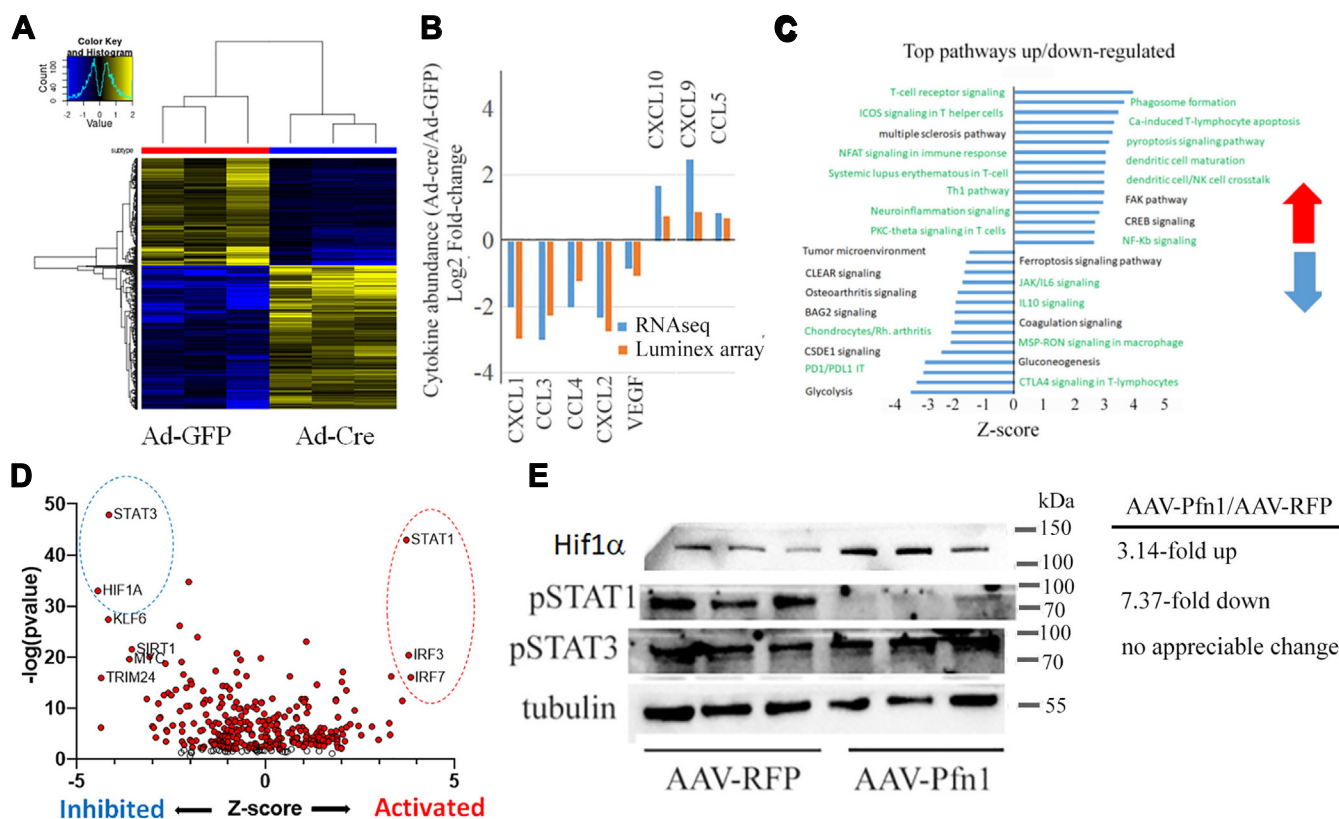 A
Color Key
and Histogram
Count
0 40 80 120
-2 -1 0 1 2
Value
subtype
Ad-GFP
Ad-Cre
B
Cytokine abundance (Ad-cre/Ad-GFP)
Log2 Fold-change
4
2
0
-2
-4
CXCL10
CXCL9
CCL5
CXCL1
CCL3
CCL4
CXCL2
VEGF
RNAseq
Luminex array
C
Top pathways up/down-regulated
T-cell receptor signaling
Phagosome formation
ICOS signaling in T helper cells
Ca-induced T-lymphocyte apoptosis
multiple sclerosis pathway
pyroptosis signaling pathway
NFAT signaling in immune response
dendritic cell maturation
Systemic lupus erythematous in T-cell
dendritic cell/NK cell crosstalk
Th1 pathway
FAK pathway
Neuroinflammation signaling
CREB signaling
PKC-theta signaling in T cells
NF-Kb signaling
Tumor microenvironment
Ferroptosis signaling pathway
CLEAR signaling
JAK/IL6 signaling
Osteoarthritis signaling
IL10 signaling
BAG2 signaling
Coagulation signaling
Chondrocytes/Rh. arthritis
MSP-RON signaling in macrophage
CSDE1 signaling
Gluconeogenesis
PD1/PDL1 IT
CTLA4 signaling in T-lymphocytes
Glycolysis
-4 -3 -2 -1 0 1 2 3 4 5
Z-score
D
-log(pvalue)
50
40
30
20
10
0
STAT3
STAT1
HIF1A
KLF6
SIRT1
MYC
TRIM24
IRF3
IRF7
-5 0 5
Inhibited Z-score Activated
E
kDa
AAV-Pfn1/AAV-RFP
Hif1α
150
100
3.14-fold up
pSTAT1
100
70
7.37-fold down
pSTAT3
100
70
no appreciable change
tubulin
55
AAV-RFP
AAV-Pfn1